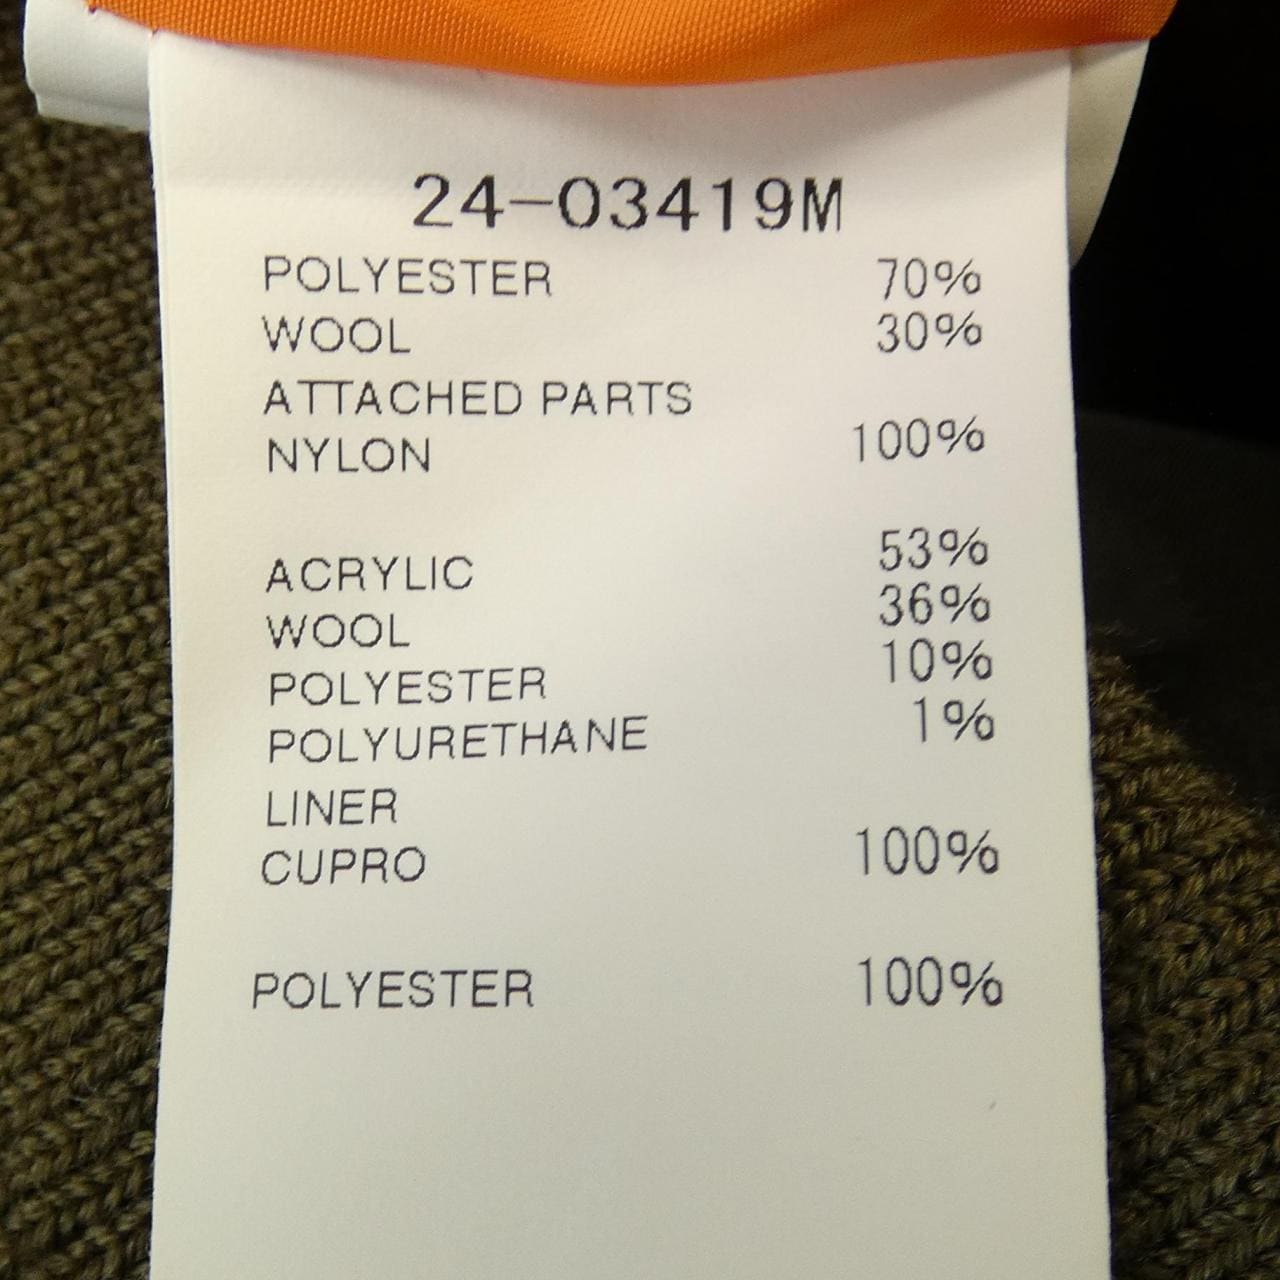 24-03419M
POLYESTER 70%
WOOL 30%
ATTACHED PARTS
NYLON 100%
ACRYLIC 53%
WOOL 36%
POLYESTER 10%
POLYURETHANE 1%
LINER
CUPRO 100%
POLYESTER 100%